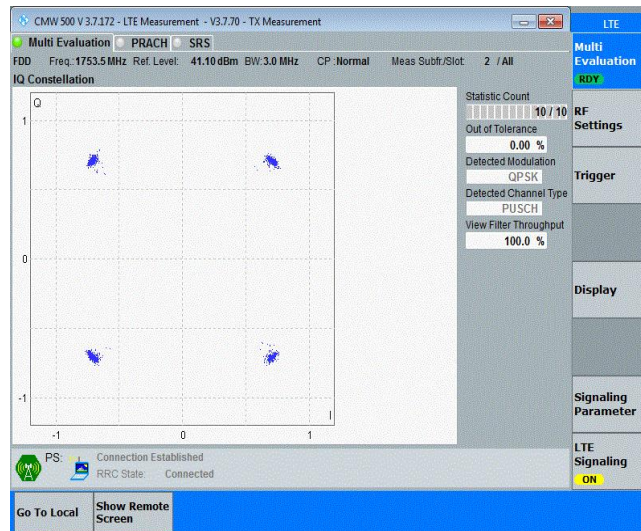 CMW 500 V 3.7.172 - LTE Measurement - V3.7.70 - TX Measurement
LTE
Multi Evaluation PRACH SRS
FDD Freq.:1753.5 MHz Ref. Level: 41.10 dBm BW:3.0 MHz CP :Normal Meas Subfr./Slot: 2 / All
IQ Constellation
Q
1
0
-1
-1 0 1
I
Statistic Count
10 / 10
Out of Tolerance
0.00 %
Detected Modulation
QPSK
Detected Channel Type
PUSCH
View Filter Throughput
100.0 %
PS: Connection Established
RRC State: Connected
Multi
Evaluation
RDY
RF
Settings
Trigger
Display
Signaling
Parameter
LTE
Signaling
ON
Go To Local
Show Remote
Screen